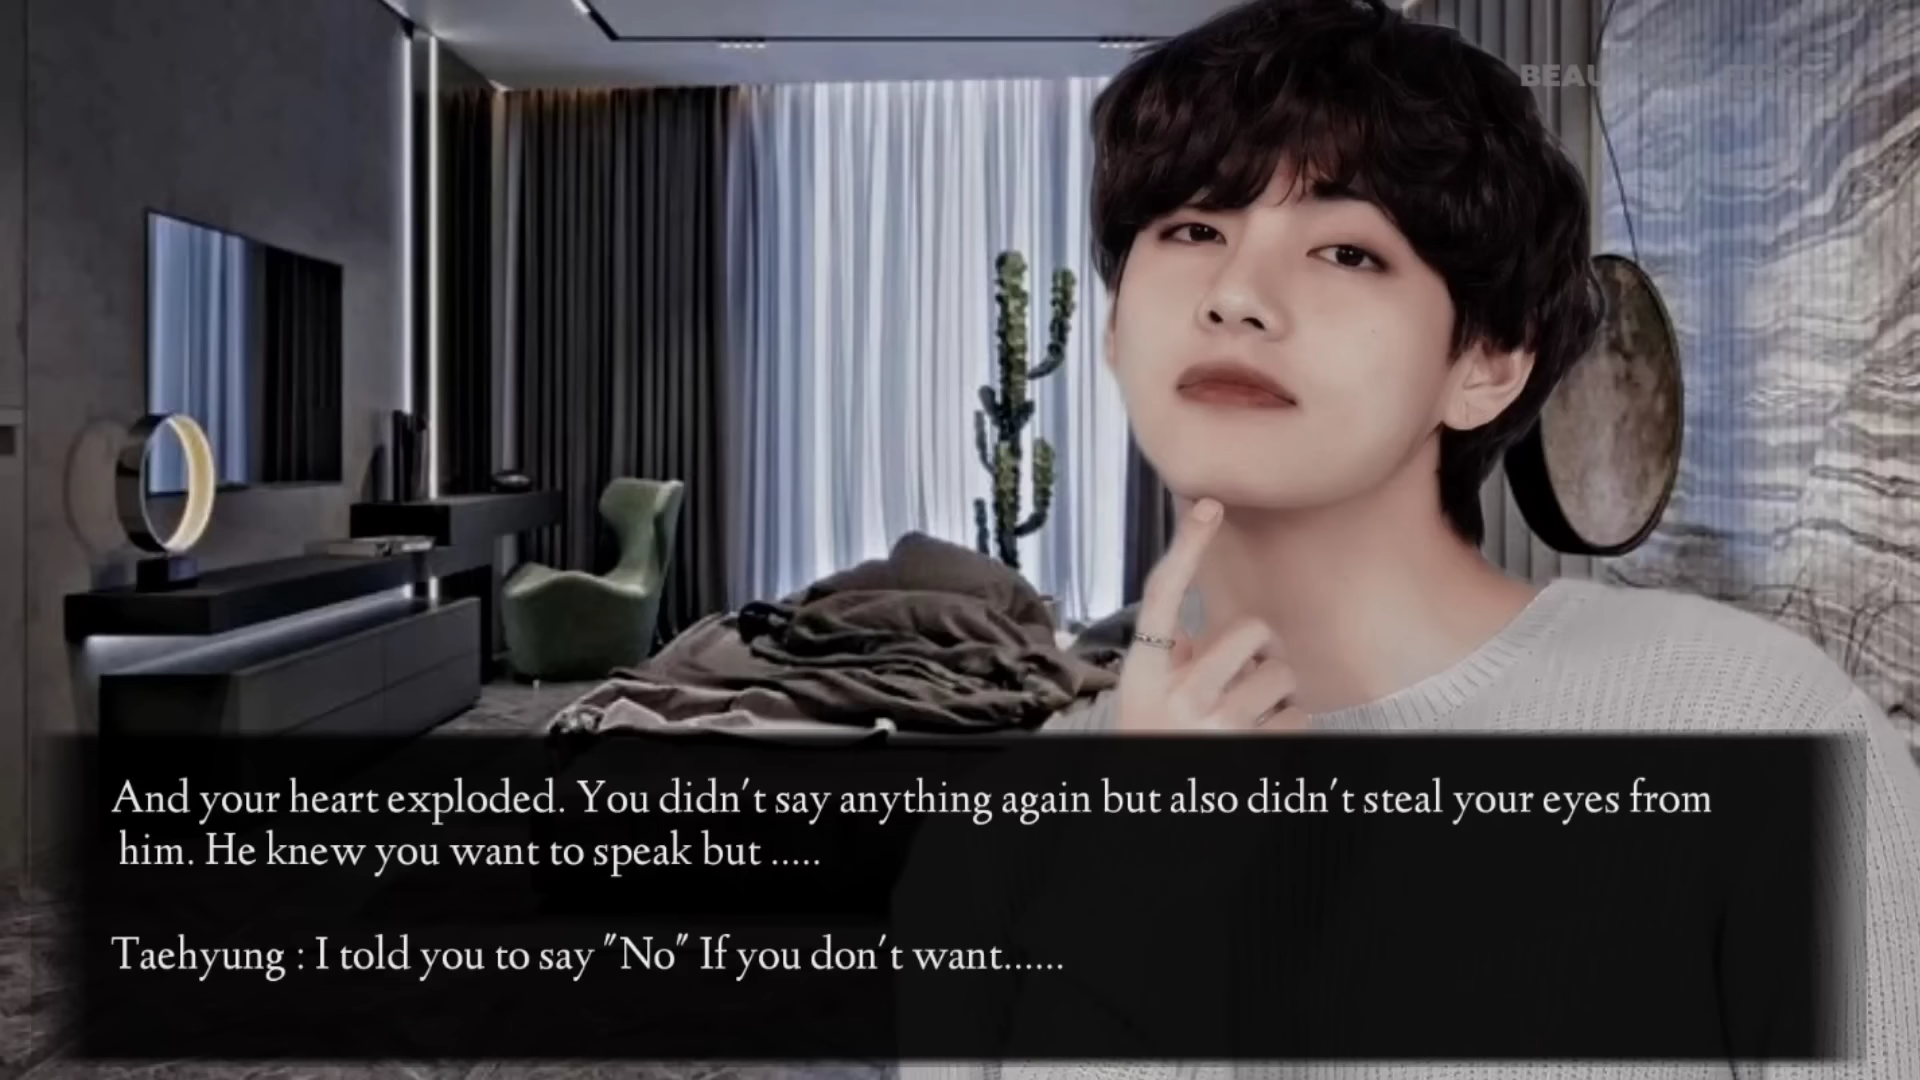 BEAU
And your heart exploded. You didn't say anything again but also didn't steal your eyes from
him. He knew you want to speak but .....
Taehyung : I told you to say "No" If you don't want......